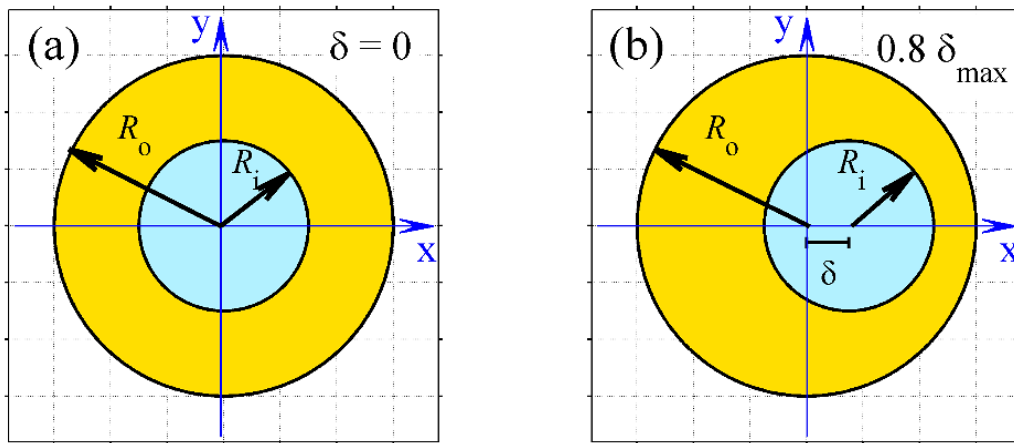 (a)
y
δ = 0
R_o
R_i
x
(b)
y
0.8 δ_max
R_o
R_i
x
δ